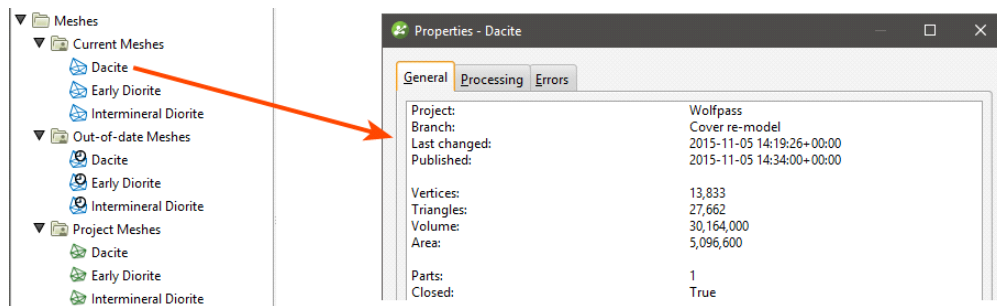 Meshes
Current Meshes
Dacite
Early Diorite
Intermineral Diorite
Out-of-date Meshes
Dacite
Early Diorite
Intermineral Diorite
Project Meshes
Dacite
Early Diorite
Intermineral Diorite
Properties - Dacite
General Processing Errors
Project: Wolfpass
Branch: Cover re-model
Last changed: 2015-11-05 14:19:26+00:00
Published: 2015-11-05 14:34:00+00:00
Vertices: 13,833
Triangles: 27,662
Volume: 30,164,000
Area: 5,096,600
Parts: 1
Closed: True